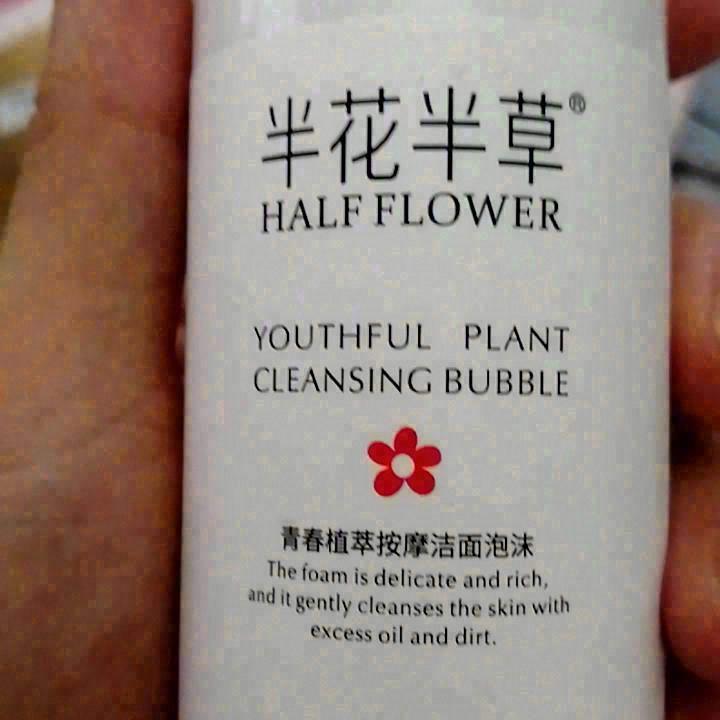 半花半草®
HALF FLOWER
YOUTHFUL PLANT
CLEANSING BUBBLE
青春植萃按摩洁面泡沫
The foam is delicate and rich,
and it gently cleanses the skin with
excess oil and dirt.